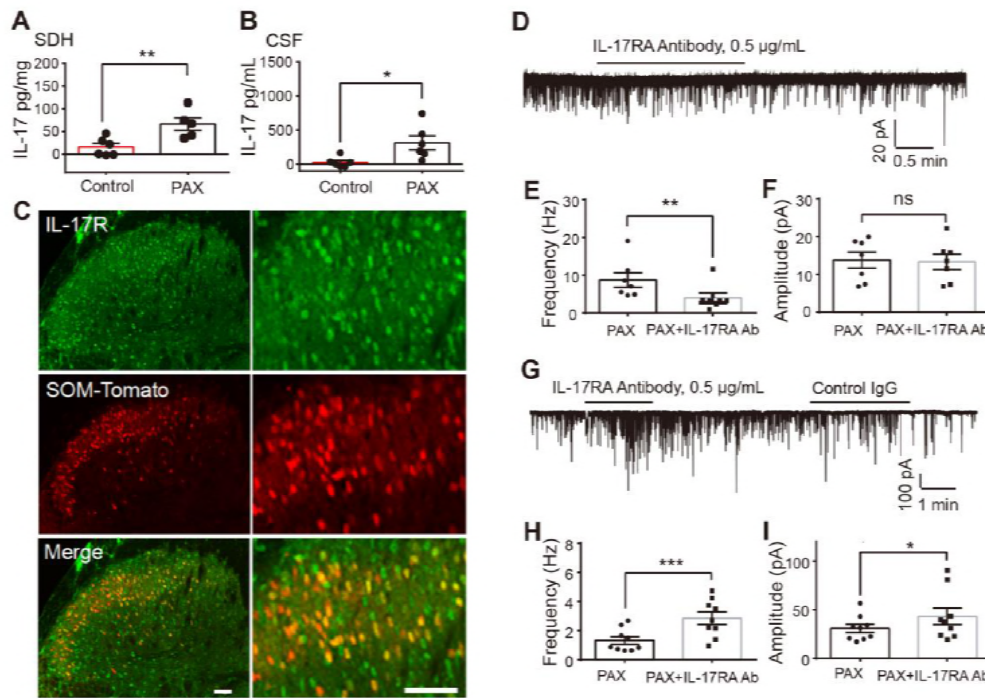 A
SDH
**
IL-17 pg/mg
200
150
100
50
0
Control
PAX
B
CSF
*
IL-17 pg/mL
1500
1000
500
0
Control
PAX
C
IL-17R
SOM-Tomato
Merge
D
IL-17RA Antibody, 0.5 µg/mL
20 pA
0.5 min
E
**
Frequency (Hz)
30
20
10
0
PAX
PAX+IL-17RA Ab
F
ns
Amplitude (pA)
30
20
10
0
PAX
PAX+IL-17RA Ab
G
IL-17RA Antibody, 0.5 µg/mL
Control IgG
100 pA
1 min
H
***
Frequency (Hz)
8
6
4
2
0
PAX
PAX+IL-17RA Ab
I
*
Amplitude (pA)
100
50
0
PAX
PAX+IL-17RA Ab